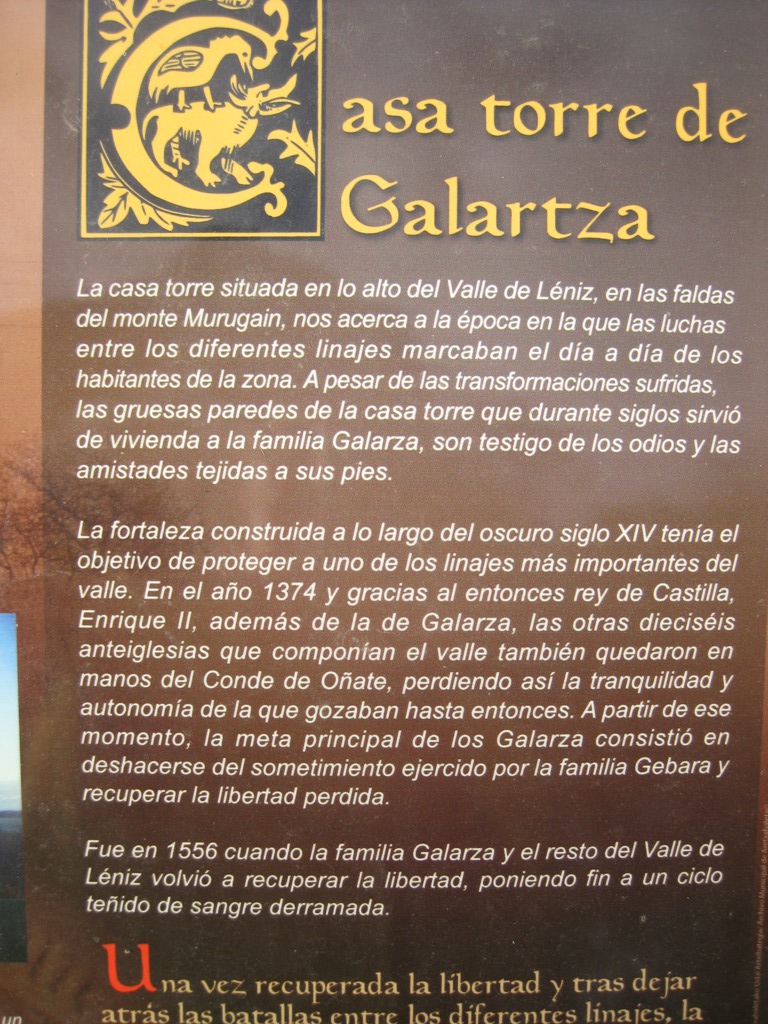 Casa torre de
Galartza
La casa torre situada en lo alto del Valle de Léniz, en las faldas
del monte Murugain, nos acerca a la época en la que las luchas
entre los diferentes linajes marcaban el día a día de los
habitantes de la zona. A pesar de las transformaciones sufridas,
las gruesas paredes de la casa torre que durante siglos sirvió
de vivienda a la familia Galarza, son testigo de los odios y las
amistades tejidas a sus pies.
La fortaleza construida a lo largo del oscuro siglo XIV tenía el
objetivo de proteger a uno de los linajes más importantes del
valle. En el año 1374 y gracias al entonces rey de Castilla,
Enrique II, además de la de Galarza, las otras dieciséis
anteiglesias que componían el valle también quedaron en
manos del Conde de Oñate, perdiendo así la tranquilidad y
autonomía de la que gozaban hasta entonces. A partir de ese
momento, la meta principal de los Galarza consistió en
deshacerse del sometimiento ejercido por la familia Gebara y
recuperar la libertad perdida.
Fue en 1556 cuando la familia Galarza y el resto del Valle de
Léniz volvió a recuperar la libertad, poniendo fin a un ciclo
teñido de sangre derramada.
Una vez recuperada la libertad y tras dejar
atrás las batallas entre los diferentes linajes, la
un